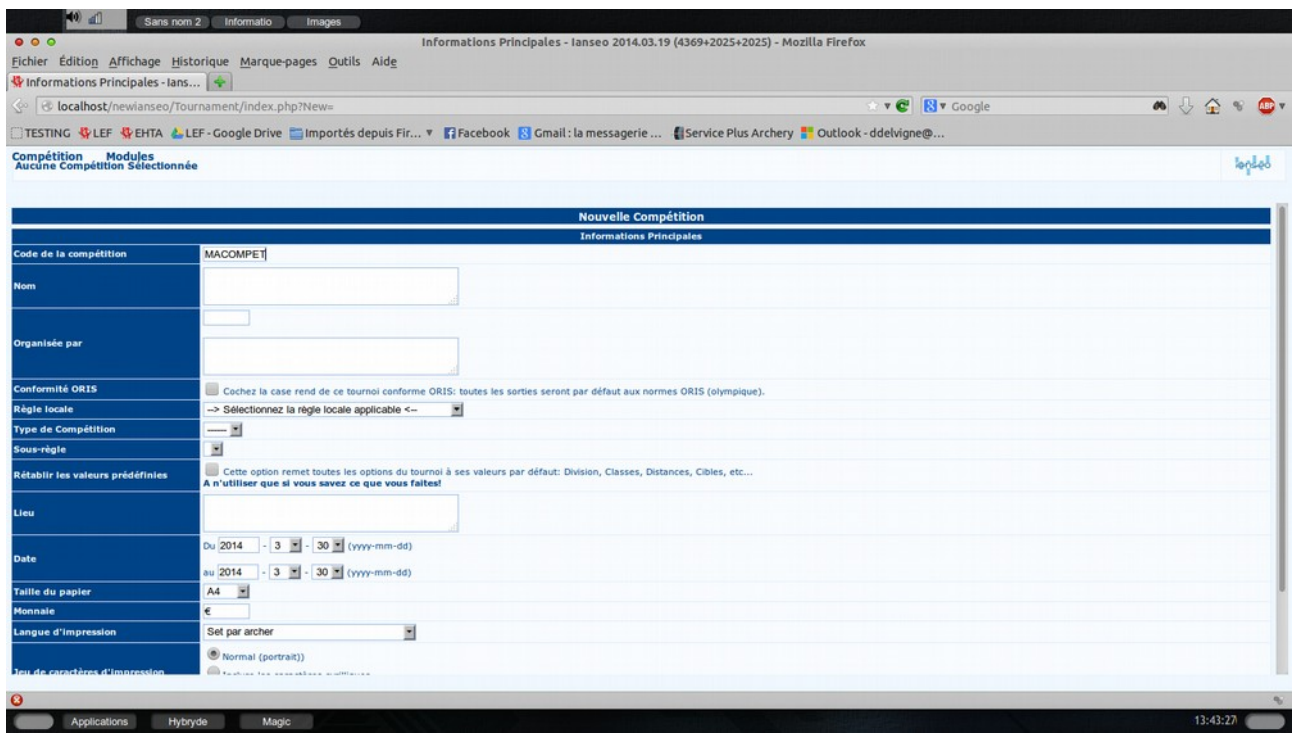 Sans nom 2 Informatio Images
Informations Principales - Ianseo 2014.03.19 (4369+2025+2025) - Mozilla Firefox
Fichier Édition Affichage Historique Marque-pages Outils Aide
Informations Principales - Ians...
localhost/newianseo/Tournament/index.php?New= Google
TESTING LEF EHTA LEF - Google Drive Importés depuis Fir... Facebook Gmail : la messagerie ... Service Plus Archery Outlook - ddelvigne@...
Compétition Modules
Aucune Compétition Sélectionnée
ianseo
Nouvelle Compétition
Informations Principales
Code de la compétition MACOMPET
Nom
Organisée par
Conformité ORIS Cochez la case rend de ce tournoi conforme ORIS: toutes les sorties seront par défaut aux normes ORIS (olympique).
Règle locale --> Sélectionnez la règle locale applicable <--
Type de Compétition ------
Sous-règle
Rétablir les valeurs prédéfinies Cette option remet toutes les options du tournoi à ses valeurs par défaut: Division, Classes, Distances, Cibles, etc...
A n'utiliser que si vous savez ce que vous faites!
Lieu
Date
Du 2014 - 3 - 30 (yyyy-mm-dd)
au 2014 - 3 - 30 (yyyy-mm-dd)
Taille du papier A4
Monnaie €
Langue d'impression Set par archer
Jeu de caractères d'impression Normal (portrait))
Inclure les caractères cyrilliques
Applications Hybryde Magic 13:43:27